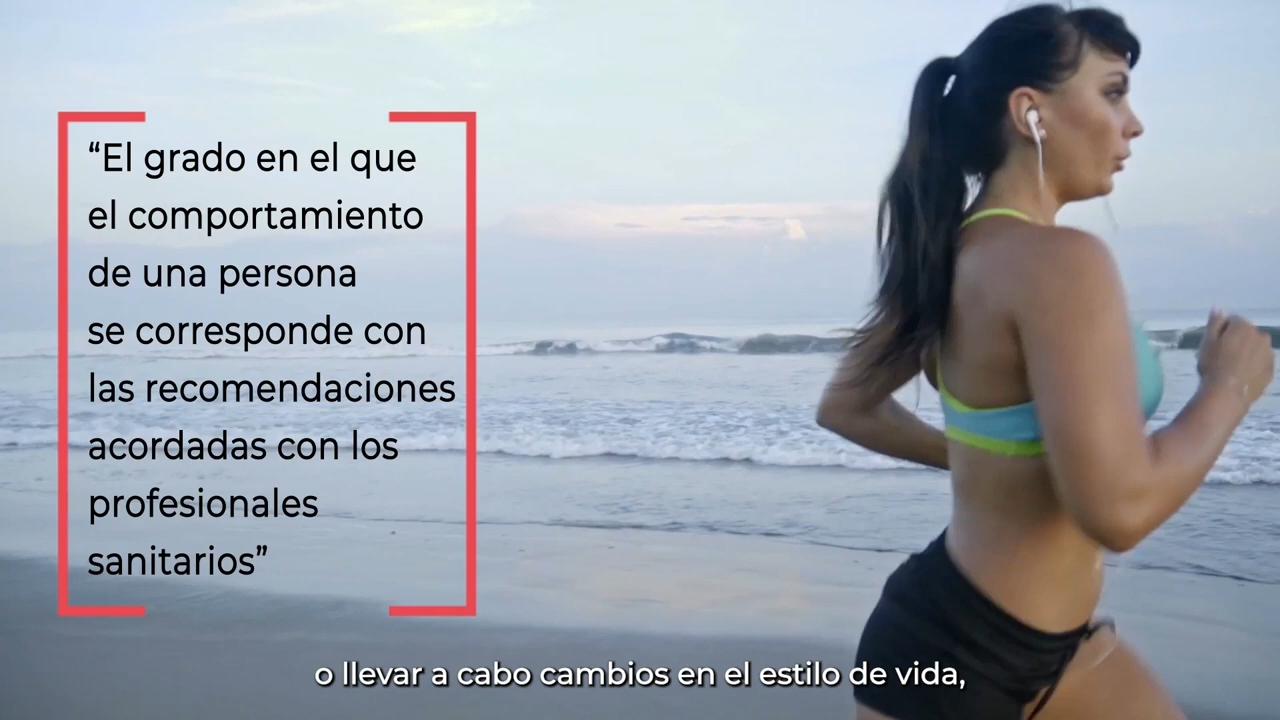 “El grado en el que
el comportamiento
de una persona
se corresponde con
las recomendaciones
acordadas con los
profesionales
sanitarios”
o llevar a cabo cambios en el estilo de vida,